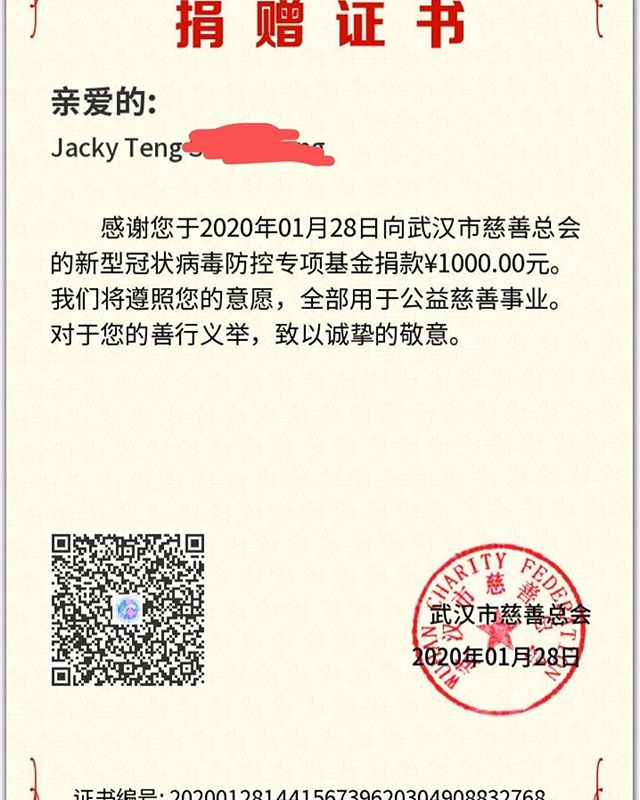 捐赠证书
亲爱的:
Jacky Teng
感谢您于2020年01月28日向武汉市慈善总会
的新型冠状病毒防控专项基金捐款¥1000.00元。
我们将遵照您的意愿，全部用于公益慈善事业。
对于您的善行义举，致以诚挚的敬意。
WUHAN CHARITY FEDERATION
武汉市慈善总会
武汉市慈善总会
2020年01月28日
证书编号: 2020012814415673962030490883​2768